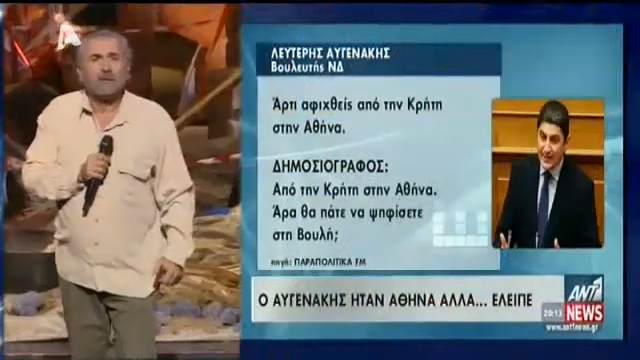 ΛΕΥΤΕΡΗΣ ΑΥΓΕΝΑΚΗΣ
Βουλευτής ΝΔ
Άρτι αφιχθείς από την Κρήτη
στην Αθήνα.
ΔΗΜΟΣΙΟΓΡΑΦΟΣ:
Από την Κρήτη στην Αθήνα.
Άρα θα πάτε να ψηφίσετε
στη Βουλή;
πηγή: ΠΑΡΑΠΟΛΙΤΙΚΑ FM
Ο ΑΥΓΕΝΑΚΗΣ ΗΤΑΝ ΑΘΗΝΑ ΑΛΛΑ... ΕΛΕΙΠΕ
ANT1
20:13 NEWS
www.ant1news.gr